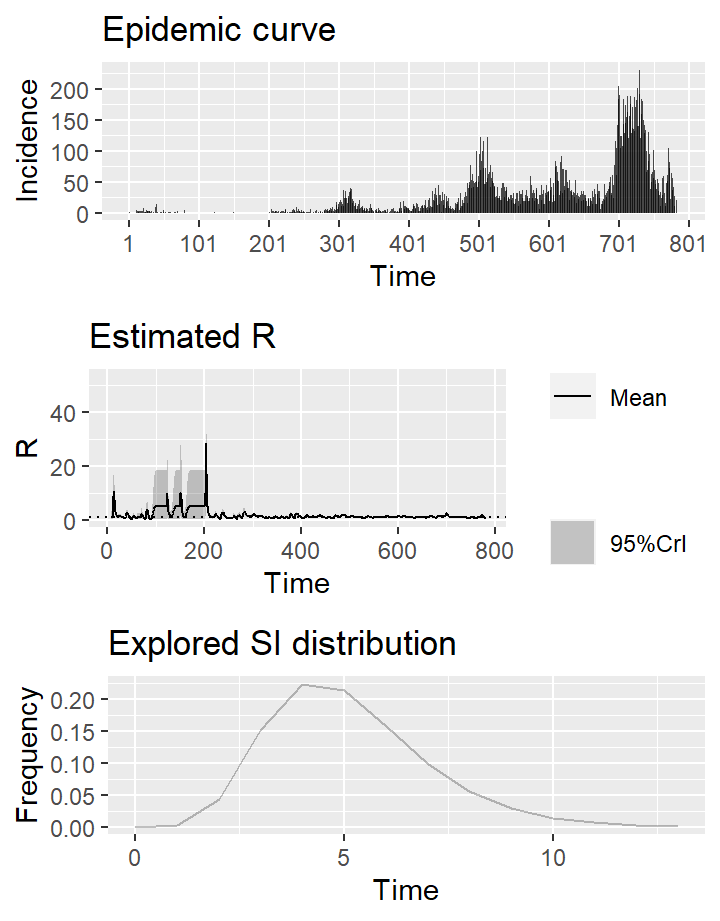 Epidemic curve
Incidence
200
150
100
50
0
1 101 201 301 401 501 601 701 801
Time
Estimated R
R
40
20
0
0 200 400 600 800
Time
Mean
95%CrI
Explored SI distribution
Frequency
0.20
0.15
0.10
0.05
0.00
0 5 10
Time